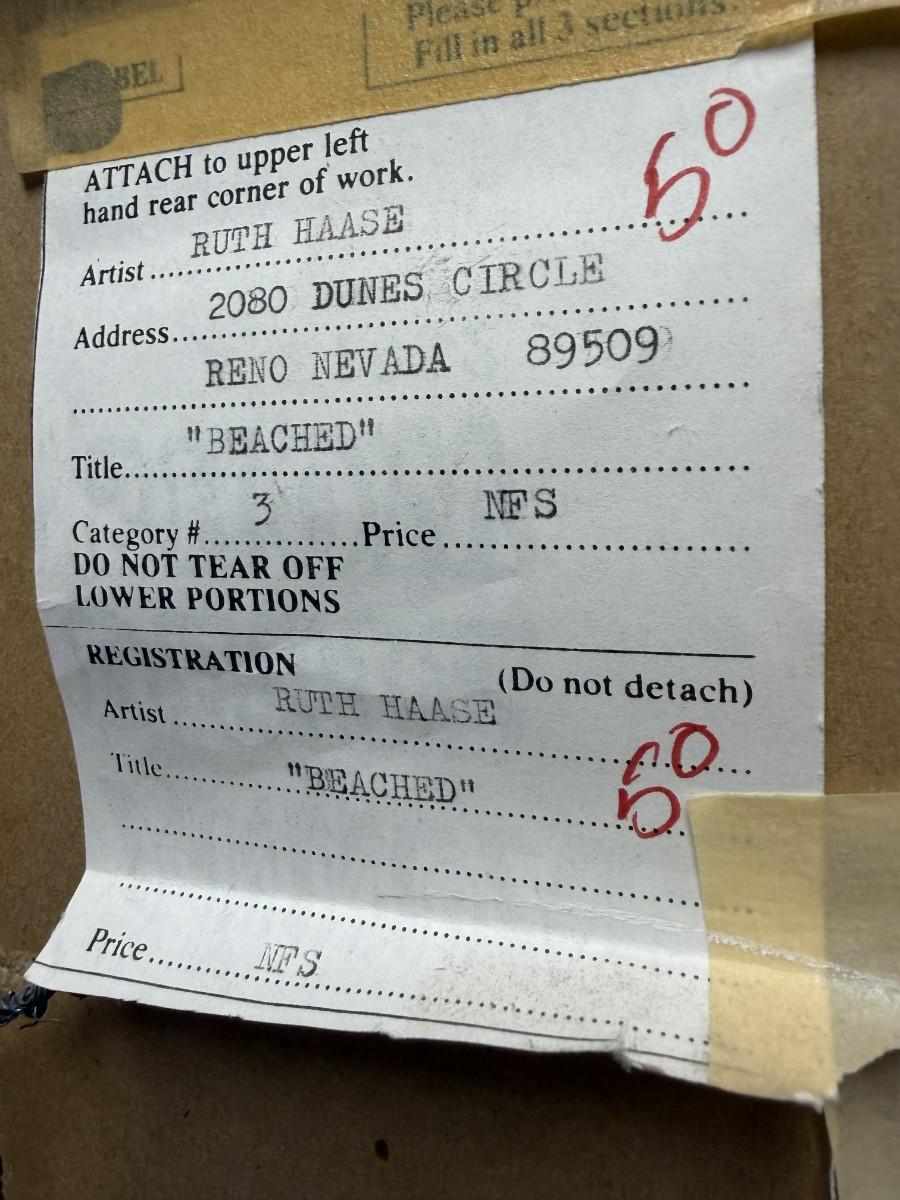 Please
Fill in all 3 sections.
BEL
50
ATTACH to upper left
hand rear corner of work.
Artist RUTH HAASE
Address 2080 DUNES CIRCLE
RENO NEVADA 89509
Title "BEACHED"
Category # 3 Price NFS
DO NOT TEAR OFF
LOWER PORTIONS
REGISTRATION (Do not detach)
Artist RUTH HAASE
Title "BEACHED"
50
Price NFS